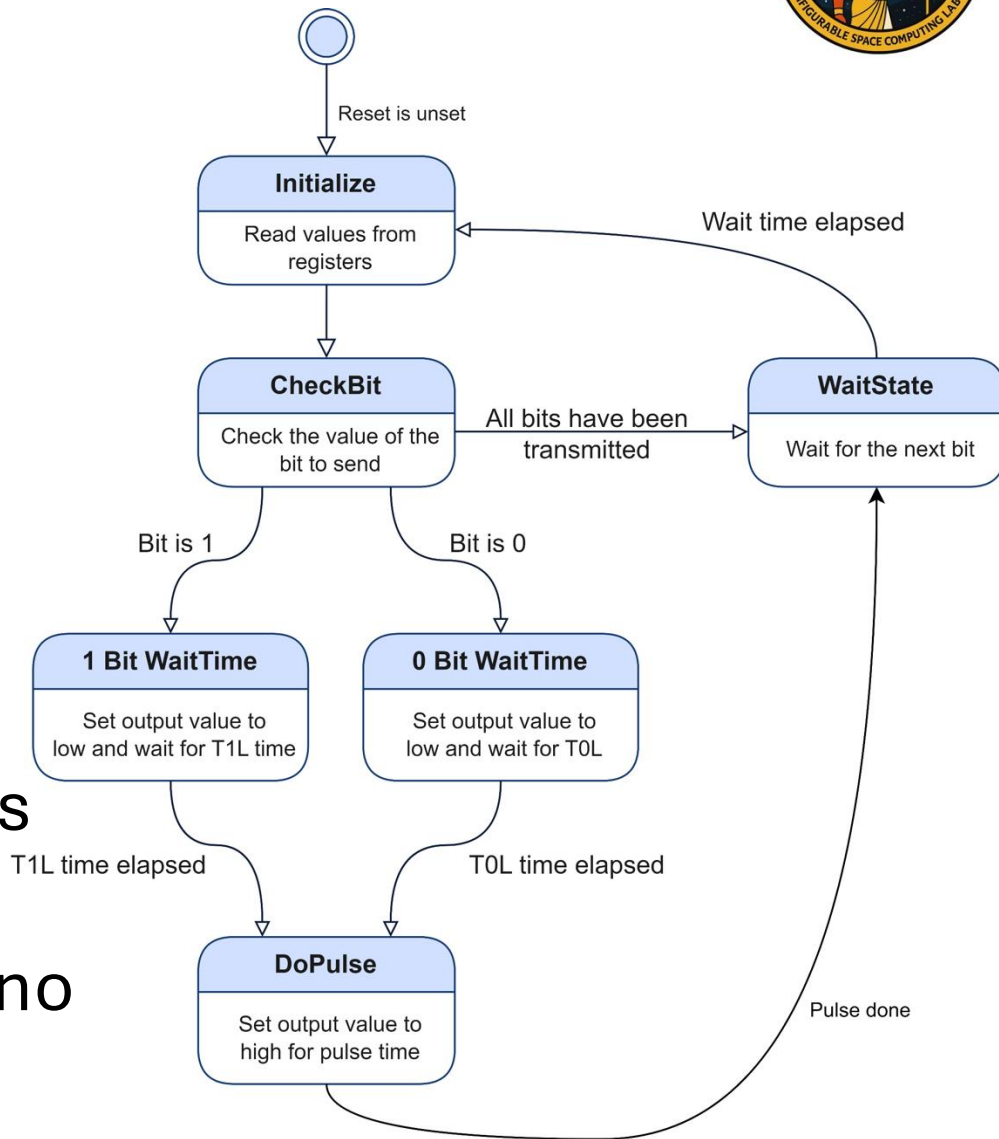 FIGURABLE SPACE COMPUTING LAB
Reset is unset
Initialize
Read values from
registers
Wait time elapsed
CheckBit
Check the value of the
bit to send
All bits have been
transmitted
WaitState
Wait for the next bit
Bit is 1
Bit is 0
1 Bit WaitTime
Set output value to
low and wait for T1L time
0 Bit WaitTime
Set output value to
low and wait for T0L
s
T1L time elapsed
T0L time elapsed
DoPulse
Set output value to
high for pulse time
no
Pulse done